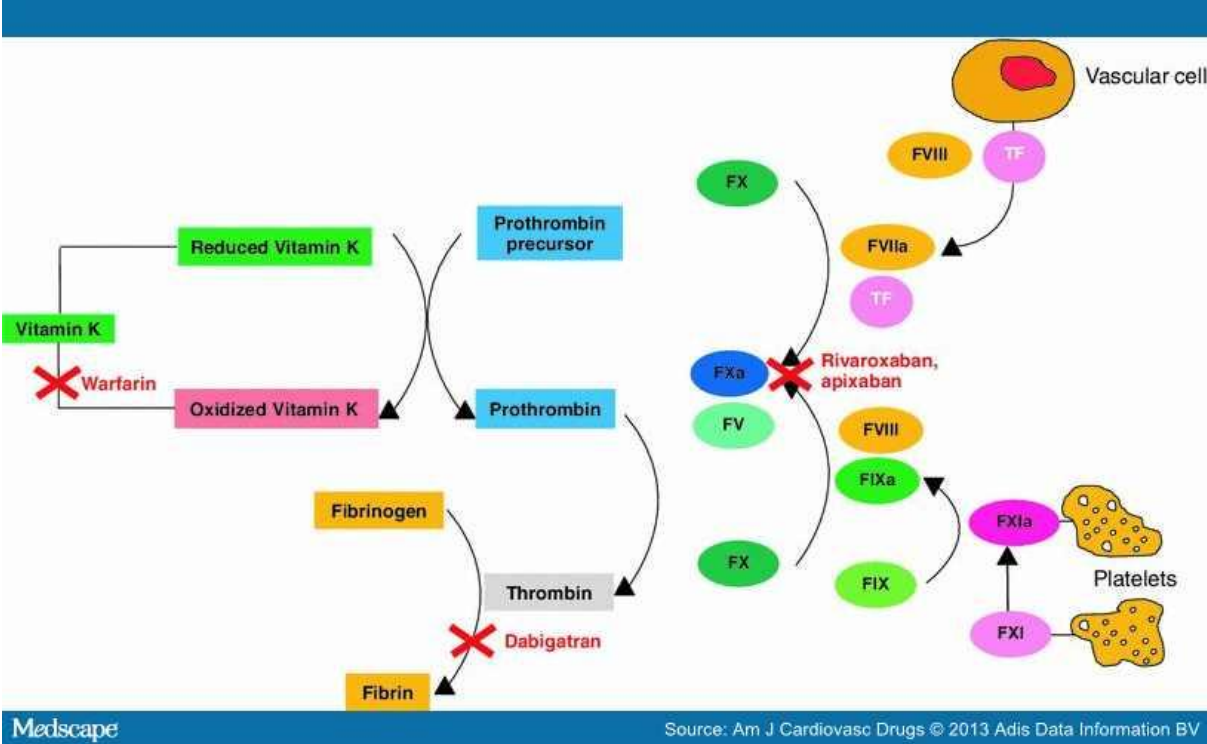 Vascular cell
FVIII
TF
FX
Prothrombin
precursor
Reduced Vitamin K
FVIIa
TF
Vitamin K
Warfarin
FXa
Rivaroxaban,
apixaban
Oxidized Vitamin K
Prothrombin
FV
FVIII
FIXa
Fibrinogen
FXIa
FX
FIX
Platelets
Thrombin
FXI
Dabigatran
Fibrin
Medscape
Source: Am J Cardiovasc Drugs © 2013 Adis Data Information BV